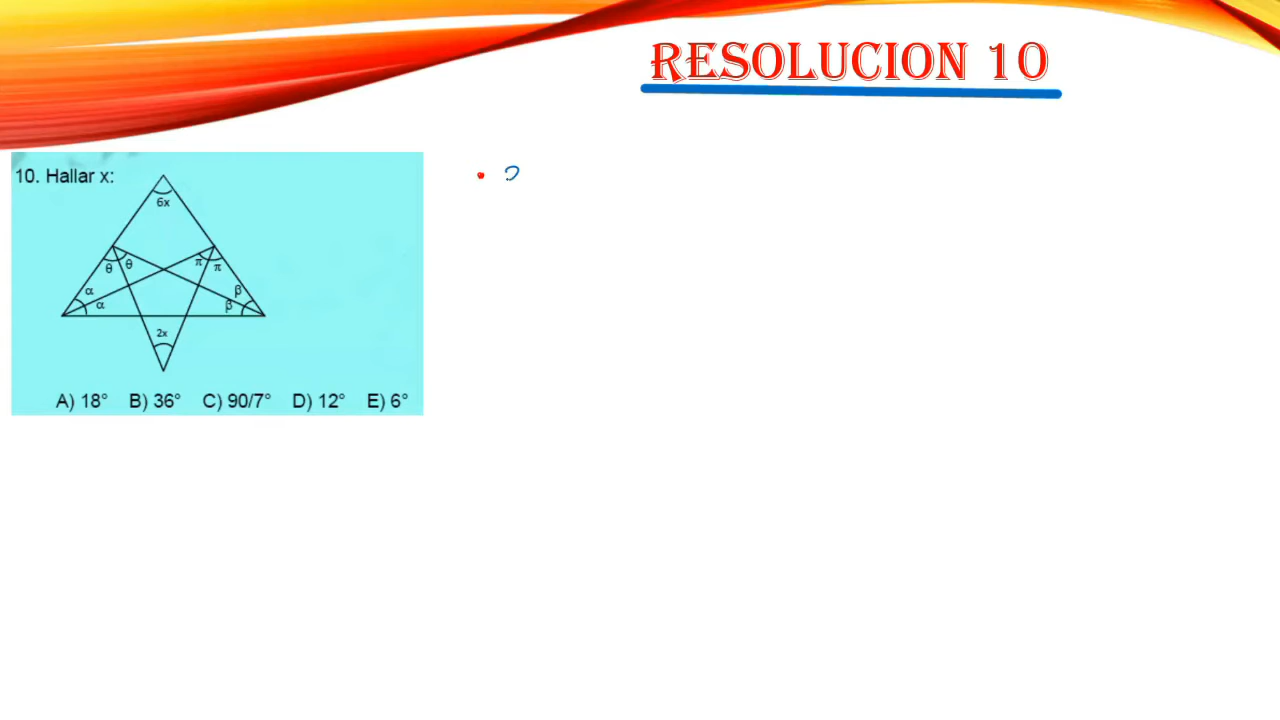 RESOLUCION 10
10. Hallar x:
6x
θ θ π π
α β
α β
2x
A) 18° B) 36° C) 90/7° D) 12° E) 6°